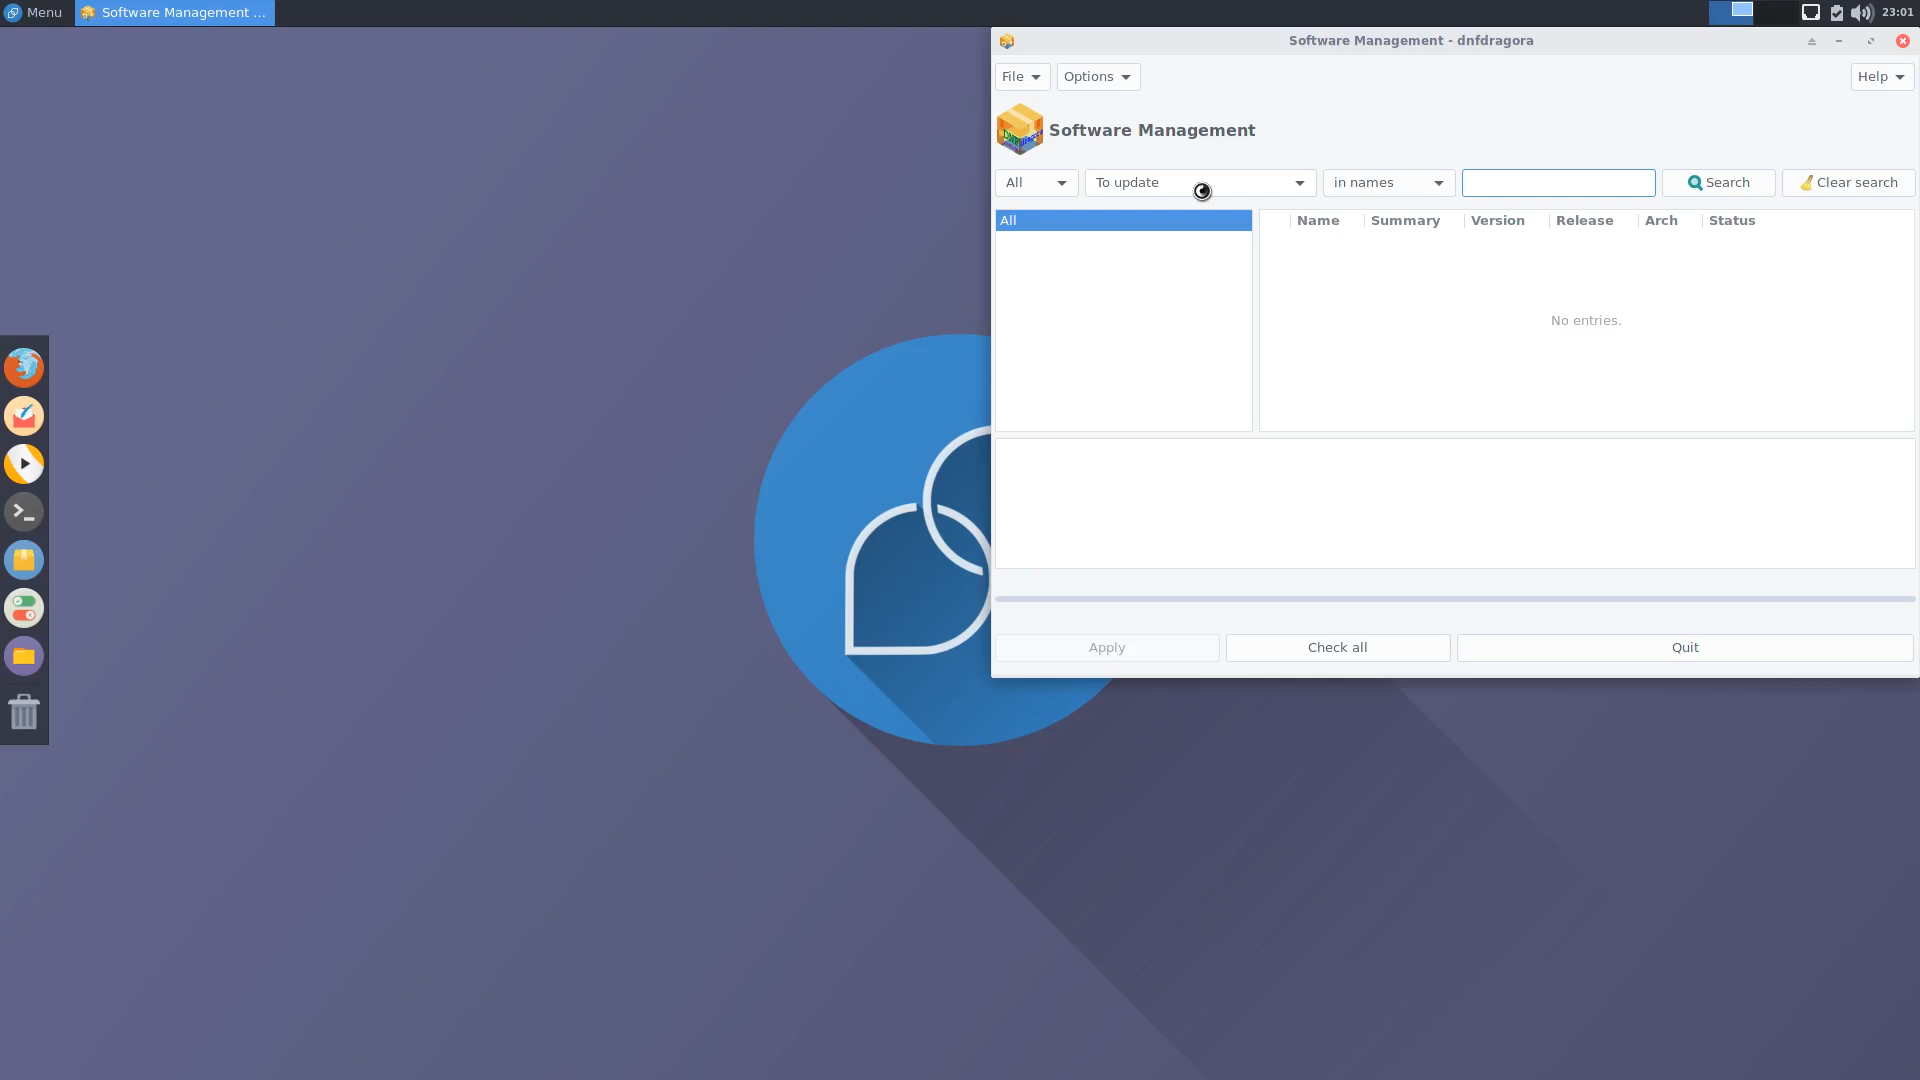 Menu
Software Management ...
23:01
Software Management - dnfdragora
File
Options
Help
Software Management
All
To update
in names
Search
Clear search
All
Name
Summary
Version
Release
Arch
Status
No entries.
Apply
Check all
Quit